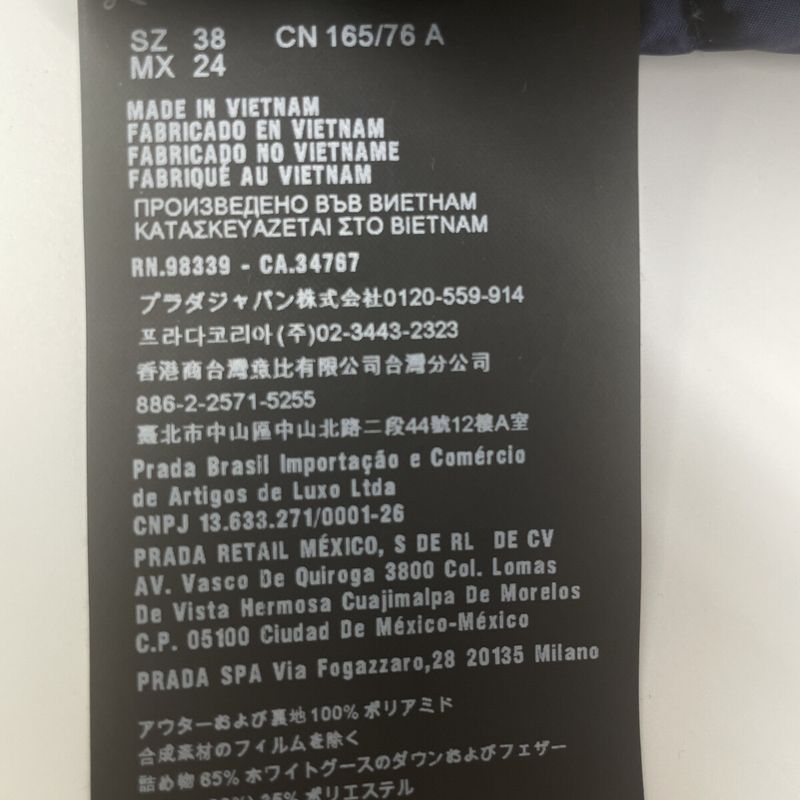 SZ 38 CN 165/76 A
MX 24
MADE IN VIETNAM
FABRICADO EN VIETNAM
FABRICADO NO VIETNAME
FABRIQUÉ AU VIETNAM
ПРОИЗВЕДЕНО ВЪВ ВИЕТНАМ
ΚΑΤΑΣΚΕΥΑΖΕΤΑΙ ΣΤΟ ΒΙΕΤΝΑΜ
RN.98339 - CA.34767
プラダジャパン株式会社0120-559-914
프라다코리아(주)02-3443-2323
香港商台灣意比有限公司台灣分公司
886-2-2571-5255
臺北市中山區中山北路二段44號12樓A室
Prada Brasil Importação e Comércio
de Artigos de Luxo Ltda
CNPJ 13.633.271/0001-26
PRADA RETAIL MÉXICO, S DE RL DE CV
AV. Vasco De Quiroga 3800 Col. Lomas
De Vista Hermosa Cuajimalpa De Morelos
C.P. 05100 Ciudad De México-México
PRADA SPA Via Fogazzaro,28 20135 Milano
アウターおよび裏地100% ポリアミド
合成素材のフィルムを除く
詰め物 65% ホワイトグースのダウンおよびフェザー
35% ポリエステル